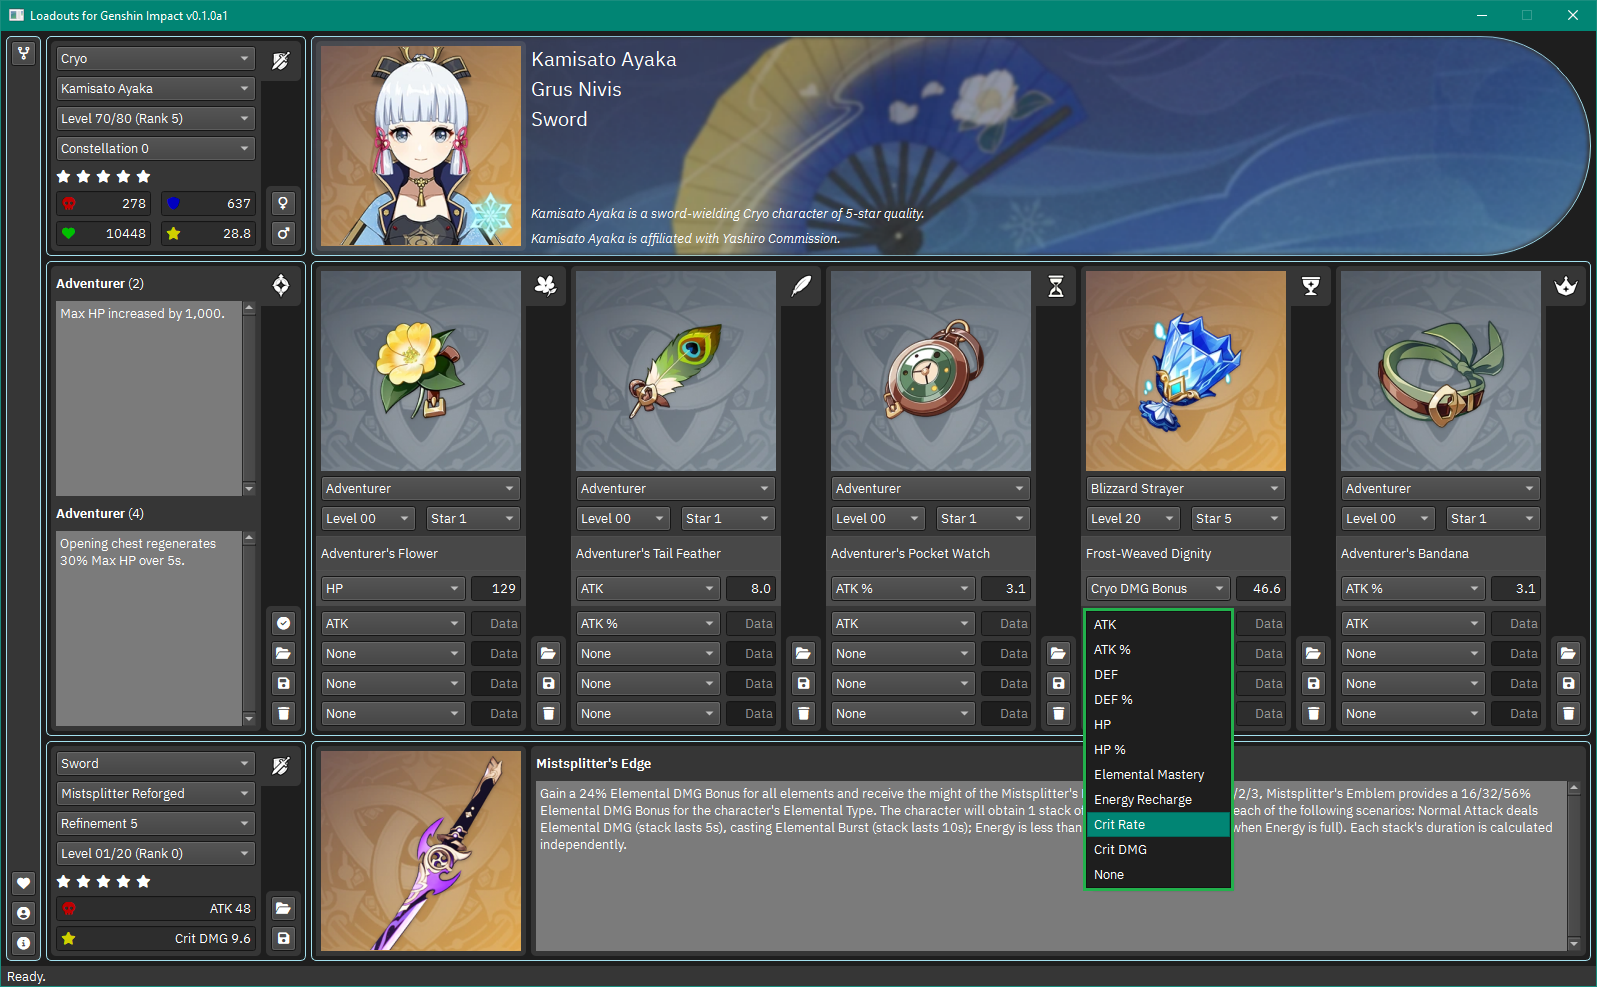 Loadouts for Genshin Impact v0.1.0a1
Cryo
Kamisato Ayaka
Level 70/80 (Rank 5)
Constellation 0
278
637
10448
28.8
Kamisato Ayaka
Grus Nivis
Sword
Kamisato Ayaka is a sword-wielding Cryo character of 5-star quality.
Kamisato Ayaka is affiliated with Yashiro Commission.
Adventurer (2)
Max HP increased by 1,000.
Adventurer (4)
Opening chest regenerates
30% Max HP over 5s.
Adventurer
Level 00
Star 1
Adventurer's Flower
HP
129
ATK
Data
None
Data
None
Data
None
Data
Adventurer
Level 00
Star 1
Adventurer's Tail Feather
ATK
8.0
ATK %
Data
None
Data
None
Data
None
Data
Adventurer
Level 00
Star 1
Adventurer's Pocket Watch
ATK %
3.1
ATK
Data
None
Data
None
Data
None
Data
Blizzard Strayer
Level 20
Star 5
Frost-Weaved Dignity
Cryo DMG Bonus
46.6
Data
Data
Data
Data
ATK
ATK %
DEF
DEF %
HP
HP %
Elemental Mastery
Energy Recharge
Crit Rate
Crit DMG
None
Adventurer
Level 00
Star 1
Adventurer's Bandana
ATK %
3.1
ATK
Data
None
Data
None
Data
None
Data
Sword
Mistsplitter Reforged
Refinement 5
Level 01/20 (Rank 0)
ATK 48
Crit DMG 9.6
Mistsplitter's Edge
Gain a 24% Elemental DMG Bonus for all elements and receive the might of the Mistsplitter's /2/3, Mistsplitter's Emblem provides a 16/32/56%
Elemental DMG Bonus for the character's Elemental Type. The character will obtain 1 stack of each of the following scenarios: Normal Attack deals
Elemental DMG (stack lasts 5s), casting Elemental Burst (stack lasts 10s); Energy is less than when Energy is full). Each stack's duration is calculated
independently.
Ready.